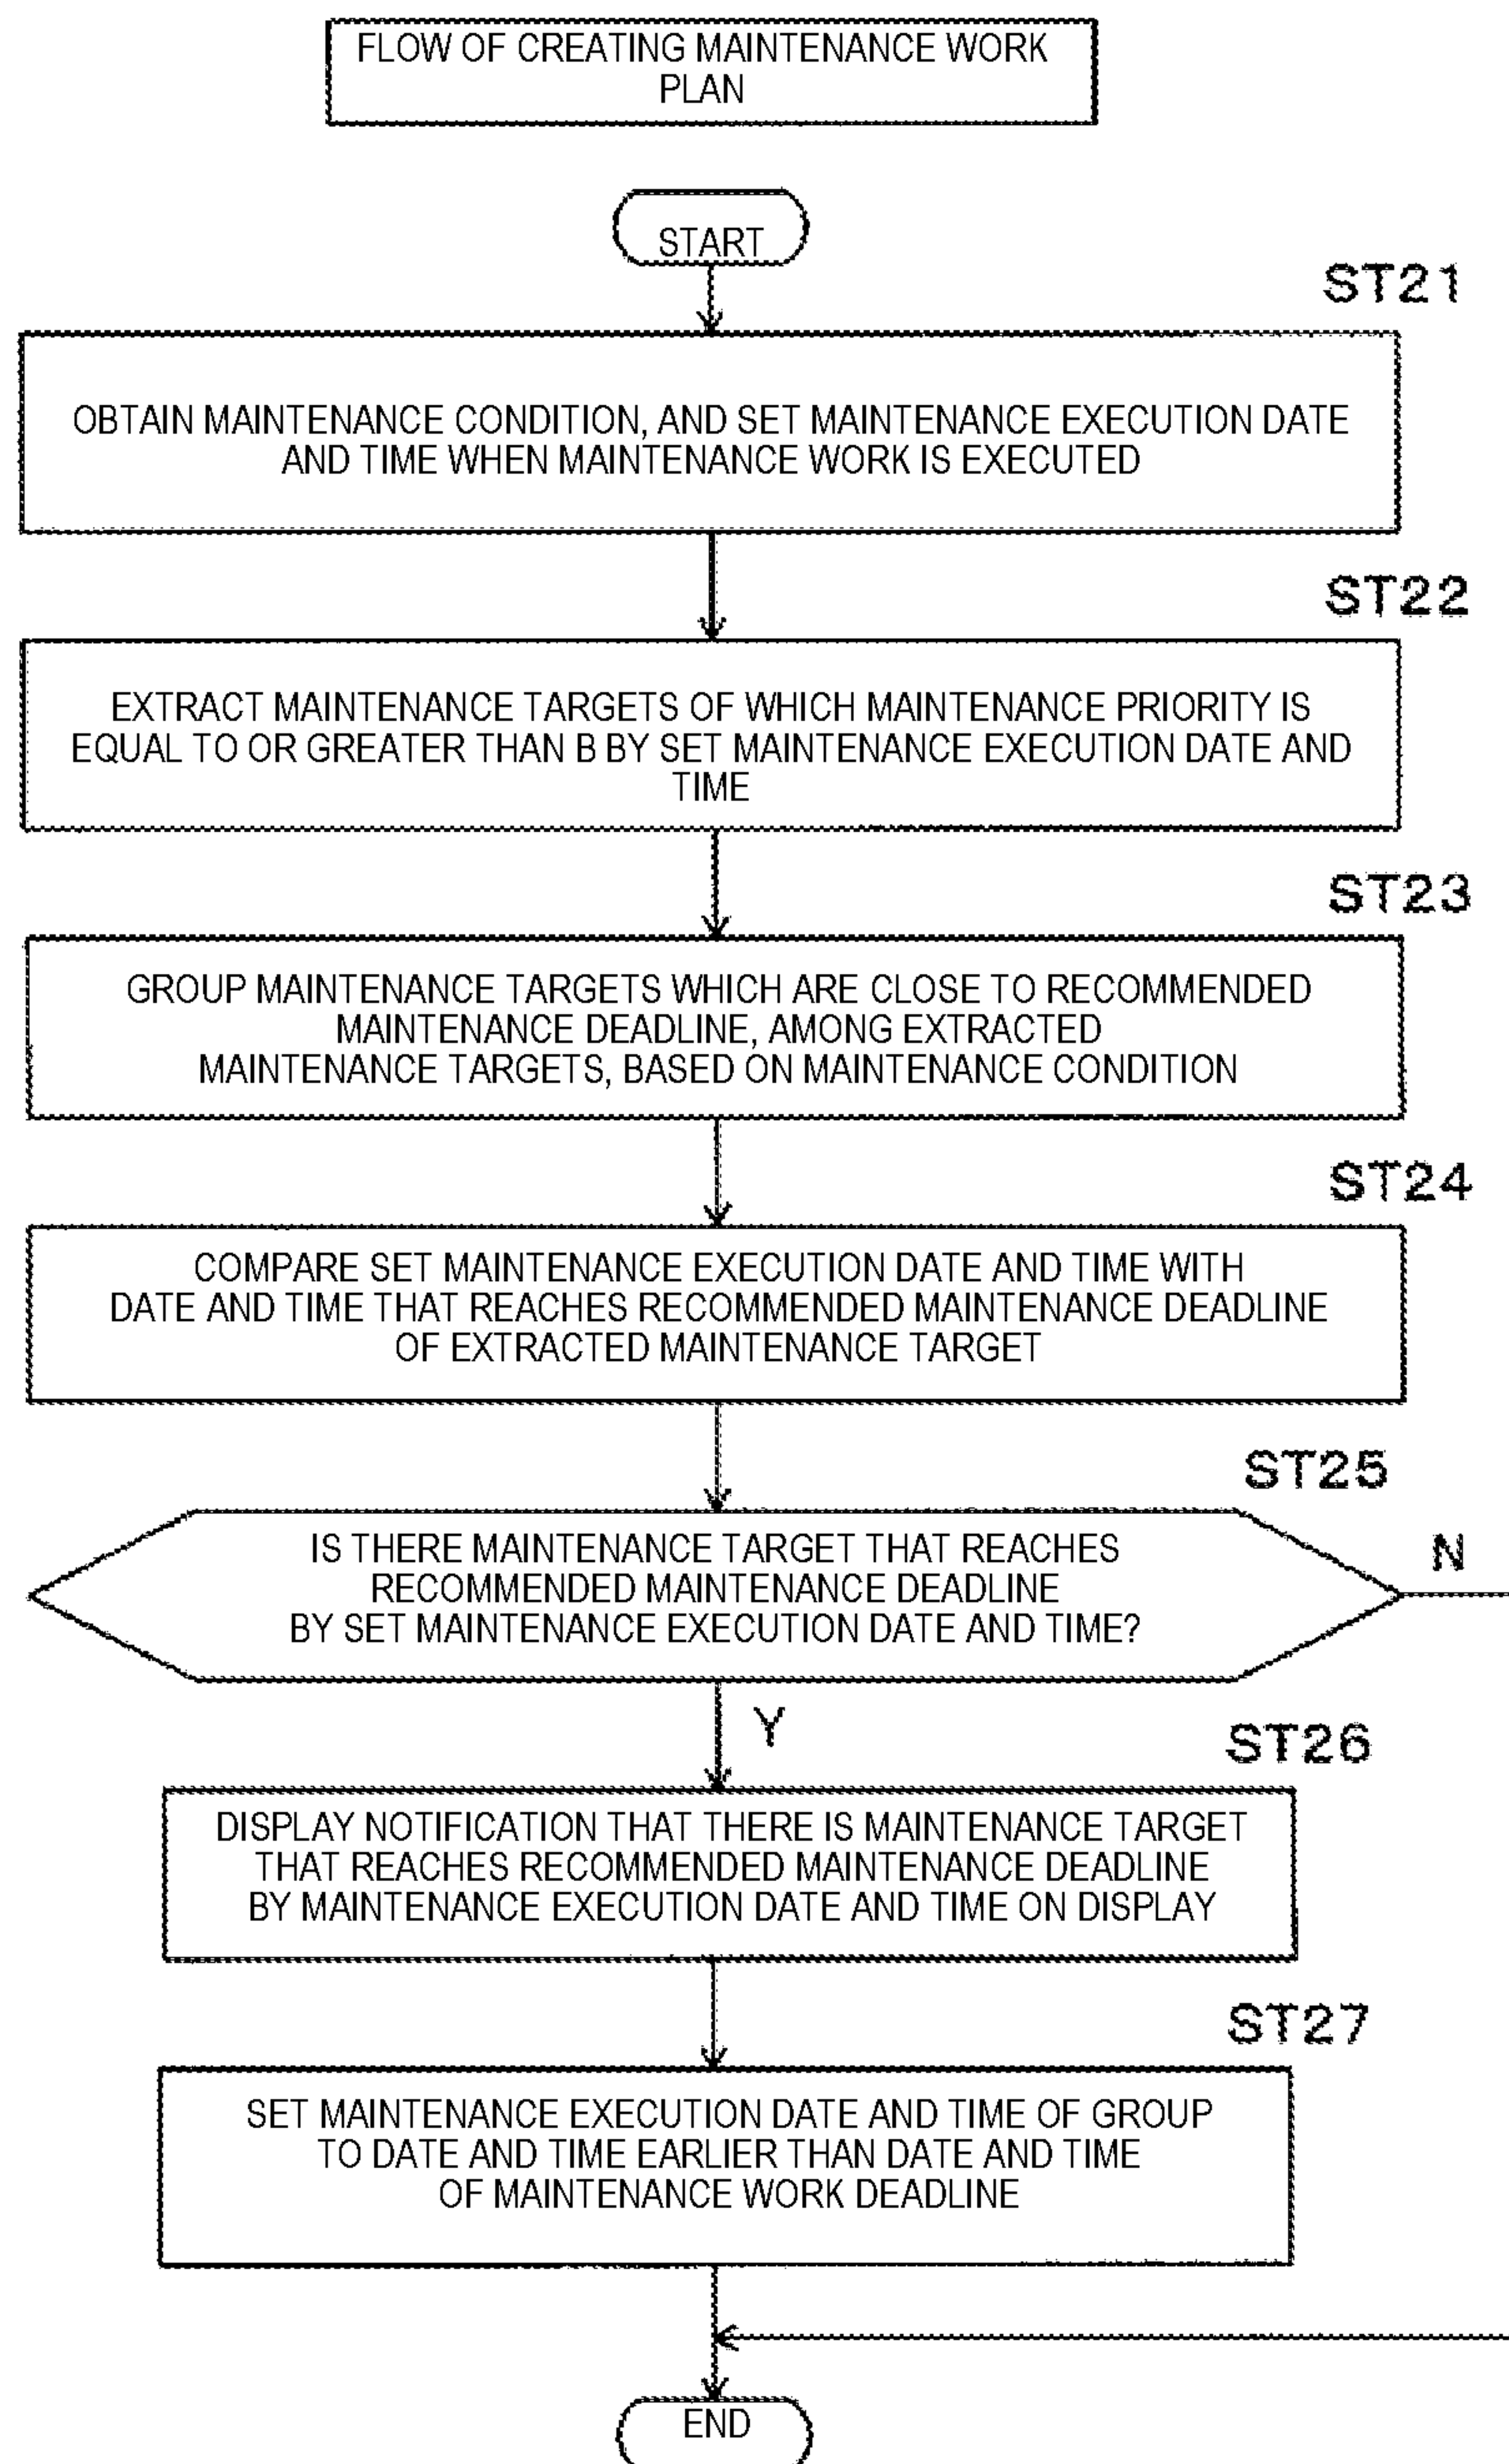 FLOW OF CREATING MAINTENANCE WORK
PLAN
START
ST21
OBTAIN MAINTENANCE CONDITION, AND SET MAINTENANCE EXECUTION DATE
AND TIME WHEN MAINTENANCE WORK IS EXECUTED
ST22
EXTRACT MAINTENANCE TARGETS OF WHICH MAINTENANCE PRIORITY IS
EQUAL TO OR GREATER THAN B BY SET MAINTENANCE EXECUTION DATE AND
TIME
ST23
GROUP MAINTENANCE TARGETS WHICH ARE CLOSE TO RECOMMENDED
MAINTENANCE DEADLINE, AMONG EXTRACTED
MAINTENANCE TARGETS, BASED ON MAINTENANCE CONDITION
ST24
COMPARE SET MAINTENANCE EXECUTION DATE AND TIME WITH
DATE AND TIME THAT REACHES RECOMMENDED MAINTENANCE DEADLINE
OF EXTRACTED MAINTENANCE TARGET
ST25
IS THERE MAINTENANCE TARGET THAT REACHES
RECOMMENDED MAINTENANCE DEADLINE
BY SET MAINTENANCE EXECUTION DATE AND TIME?
N
Y
ST26
DISPLAY NOTIFICATION THAT THERE IS MAINTENANCE TARGET
THAT REACHES RECOMMENDED MAINTENANCE DEADLINE
BY MAINTENANCE EXECUTION DATE AND TIME ON DISPLAY
ST27
SET MAINTENANCE EXECUTION DATE AND TIME OF GROUP
TO DATE AND TIME EARLIER THAN DATE AND TIME
OF MAINTENANCE WORK DEADLINE
END